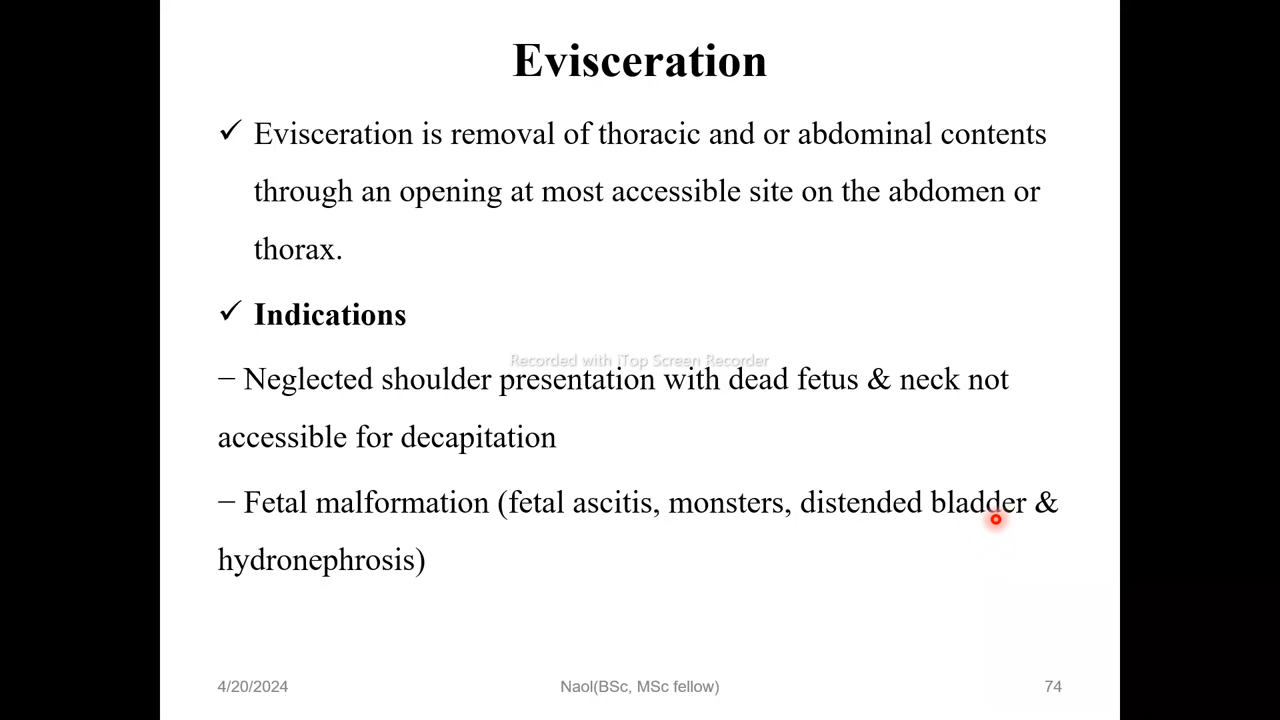 Evisceration
✓ Evisceration is removal of thoracic and or abdominal contents
through an opening at most accessible site on the abdomen or
thorax.
✓ Indications
Recorded with iTop Screen Recorder
− Neglected shoulder presentation with dead fetus & neck not
accessible for decapitation
− Fetal malformation (fetal ascitis, monsters, distended bladder &
hydronephrosis)
4/20/2024 Naol(BSc, MSc fellow) 74